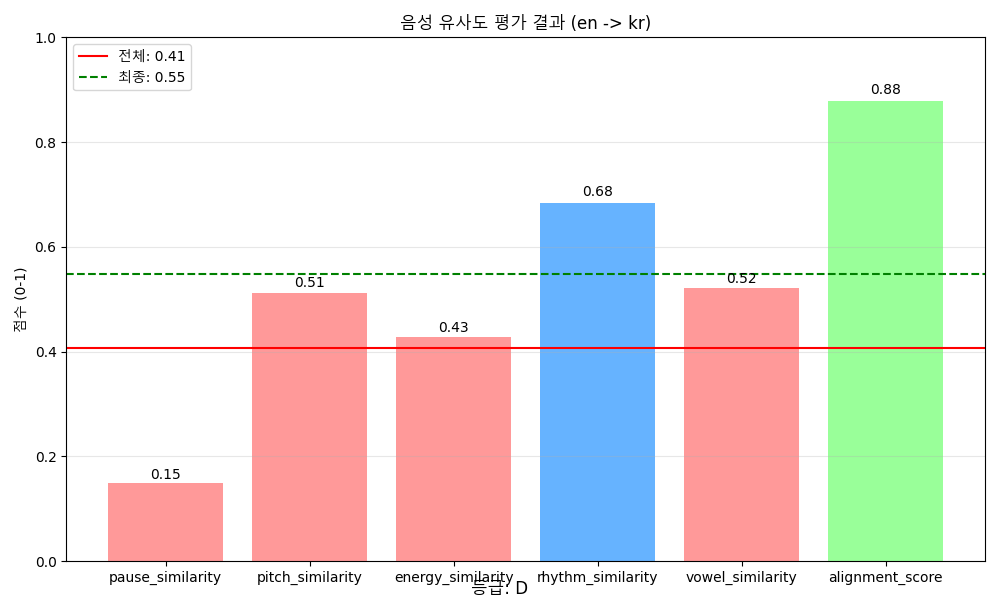 음성 유사도 평가 결과 (en -> kr)
전체: 0.41
최종: 0.55
점수 (0-1)
1.0
0.8
0.6
0.4
0.2
0.0
0.15
0.51
0.43
0.68
0.52
0.88
pause_similarity
pitch_similarity
energy_similarity
rhythm_similarity
vowel_similarity
alignment_score
등급: D